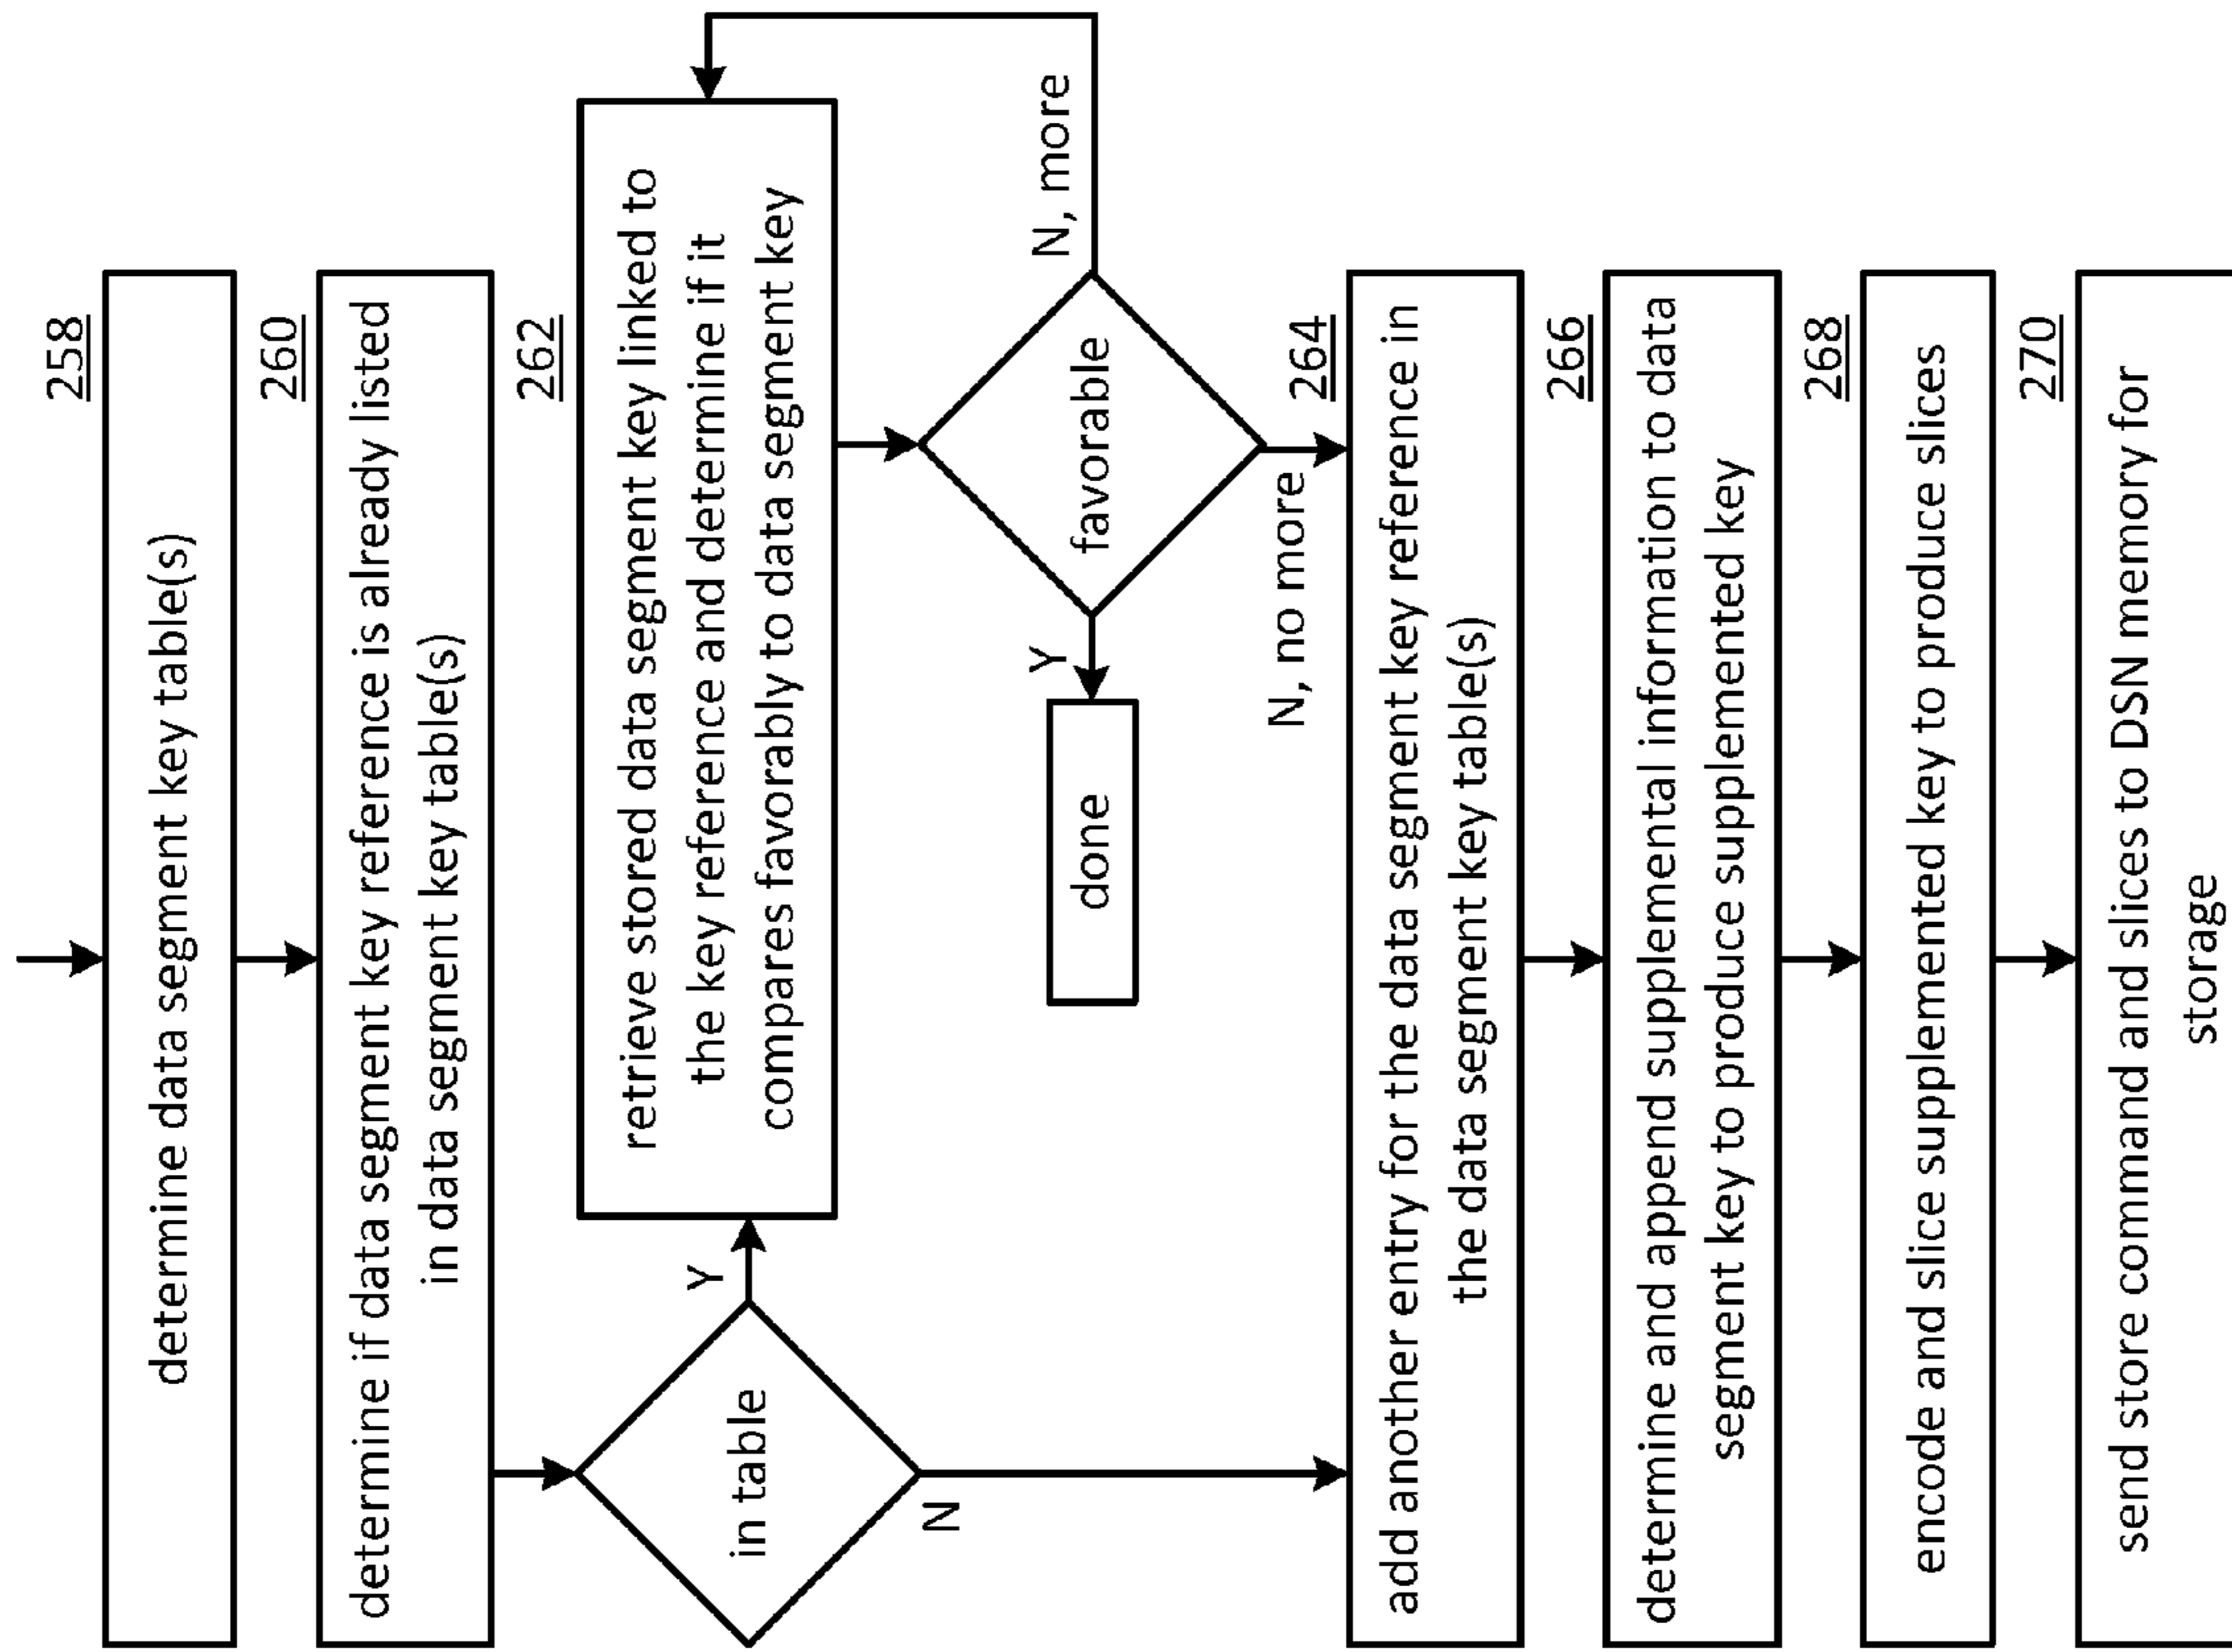 258
determine data segment key table(s)
260
determine if data segment key reference is already listed
in data segment key table(s)
262
retrieve stored data segment key linked to
the key reference and determine if it
compares favorably to data segment key
in table
Y
N
favorable
N, more
Y
done
N, no more
264
add another entry for the data segment key reference in
the data segment key table(s)
266
determine and append supplemental information to data
segment key to produce supplemented key
268
encode and slice supplemented key to produce slices
270
send store command and slices to DSN memory for
storage